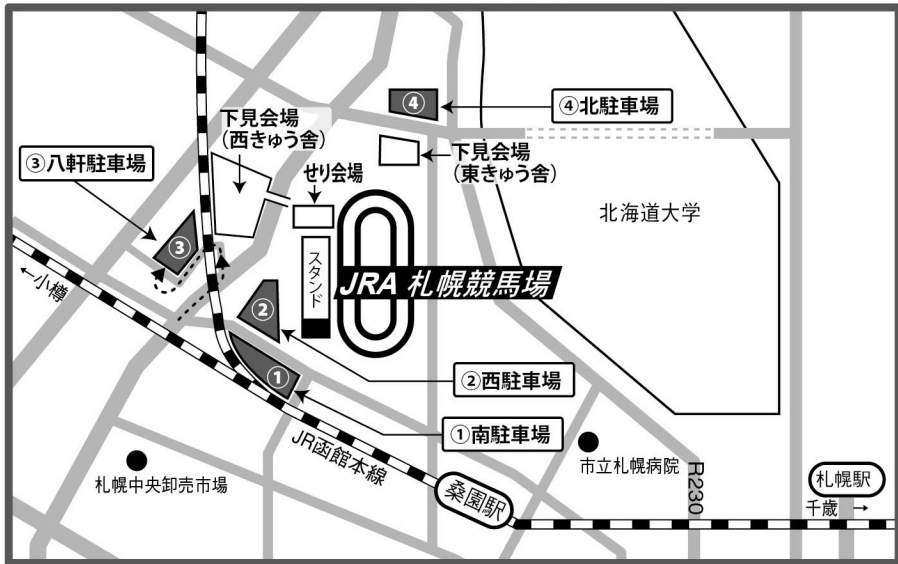 ④
④北駐車場
下見会場
(西きゅう舎)
下見会場
(東きゅう舎)
③八軒駐車場
せり会場
北海道大学
③
スタンド
JRA 札幌競馬場
←小樽
②
②西駐車場
①
①南駐車場
JR函館本線
市立札幌病院
札幌中央卸売市場
桑園駅
R230
札幌駅
千歳→